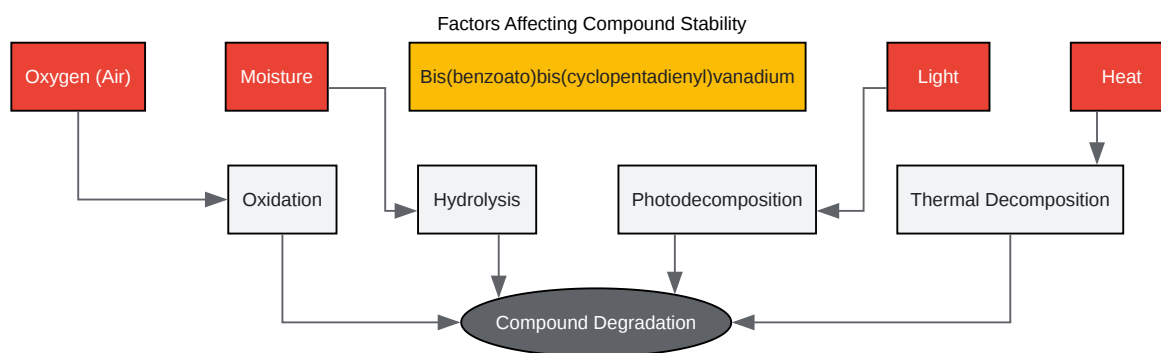 Factors Affecting Compound Stability
Oxygen (Air)
Moisture
Bis(benzoato)bis(cyclopentadienyl)vanadium
Light
Heat
Oxidation
Hydrolysis
Photodecomposition
Thermal Decomposition
Compound Degradation